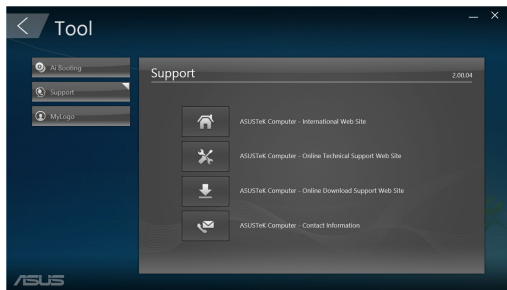 Tool
Ai Booting
Support
MyLogo
Support
2.00.04
ASUSTeK Computer - International Web Site
ASUSTeK Computer - Online Technical Support Web Site
ASUSTeK Computer - Online Download Support Web Site
ASUSTeK Computer - Contact Information
ASUS